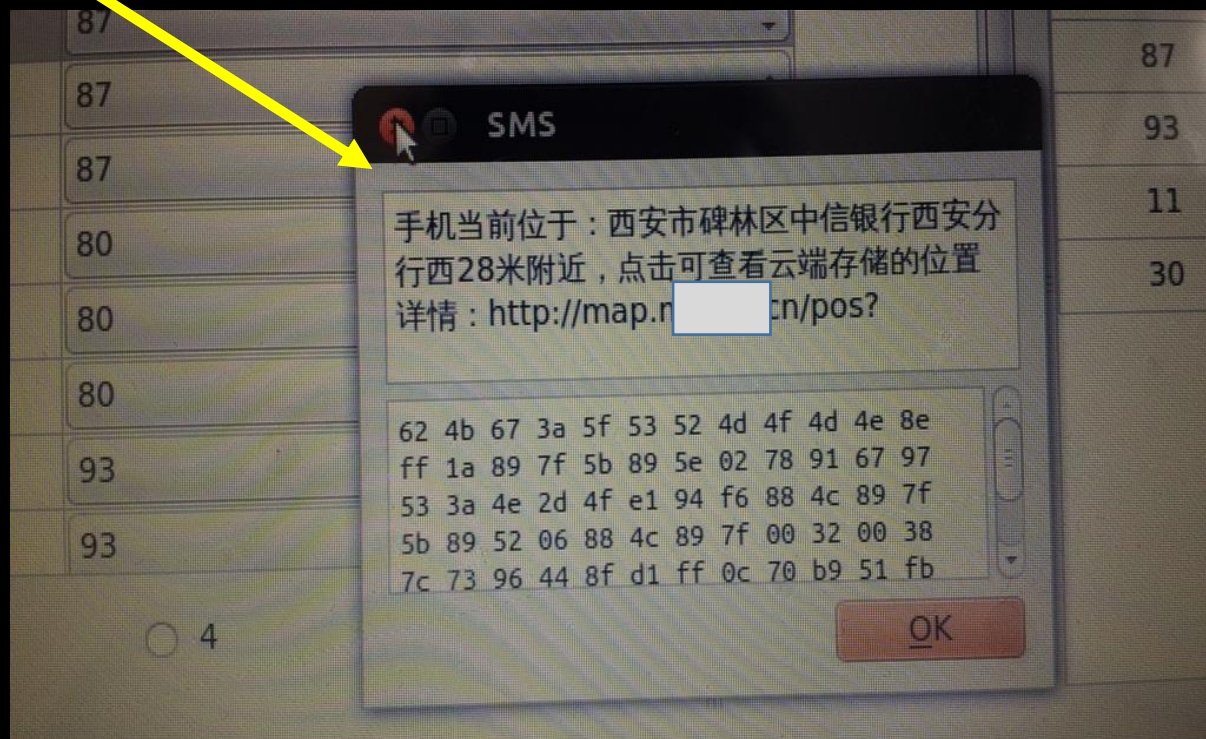 87
87
87
80
80
80
93
93
4
SMS
手机当前位于：西安市碑林区中信银行西安分
行西28米附近，点击可查看云端存储的位置
详情：http://map.n cn/pos?
62 4b 67 3a 5f 53 52 4d 4f 4d 4e 8e
ff 1a 89 7f 5b 89 5e 02 78 91 67 97
53 3a 4e 2d 4f e1 94 f6 88 4c 89 7f
5b 89 52 06 88 4c 89 7f 00 32 00 38
7c 73 96 44 8f d1 ff 0c 70 b9 51 fb
OK
87
93
11
30